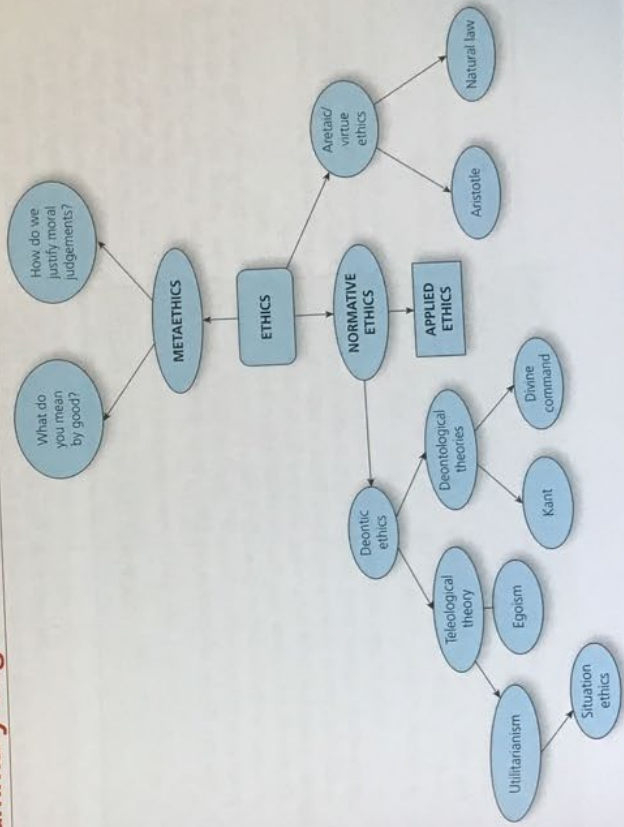 What do
you mean
by good?
How do we
justify moral
judgements?
METAETHICS
ETHICS
Aretaic/
virtue
ethics
NORMATIVE
ETHICS
Natural law
Aristotle
APPLIED
ETHICS
Deontic
ethics
Deontological
theories
Divine
command
Kant
Teleological
theory
Egoism
Utilitarianism
Situation
ethics